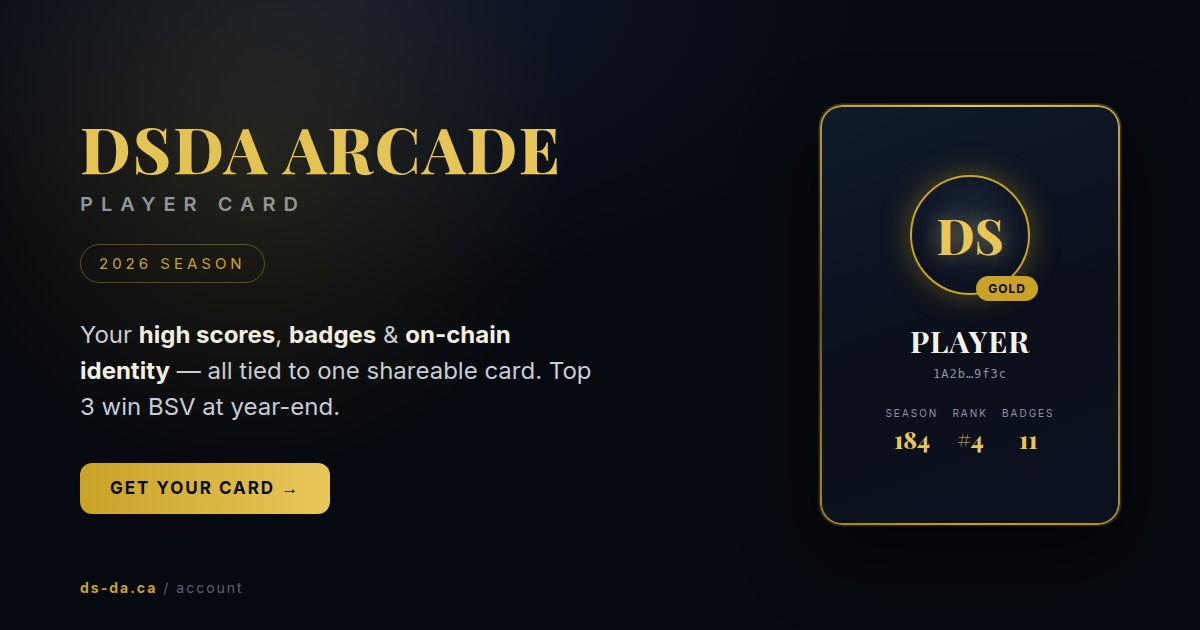 DSDA ARCADE
PLAYER CARD
2026 SEASON
Your high scores, badges & on-chain
identity — all tied to one shareable card. Top
3 win BSV at year-end.
GET YOUR CARD →
ds-da.ca / account
DS
GOLD
PLAYER
1A2b…9f3c
SEASON RANK BADGES
184 #4 11